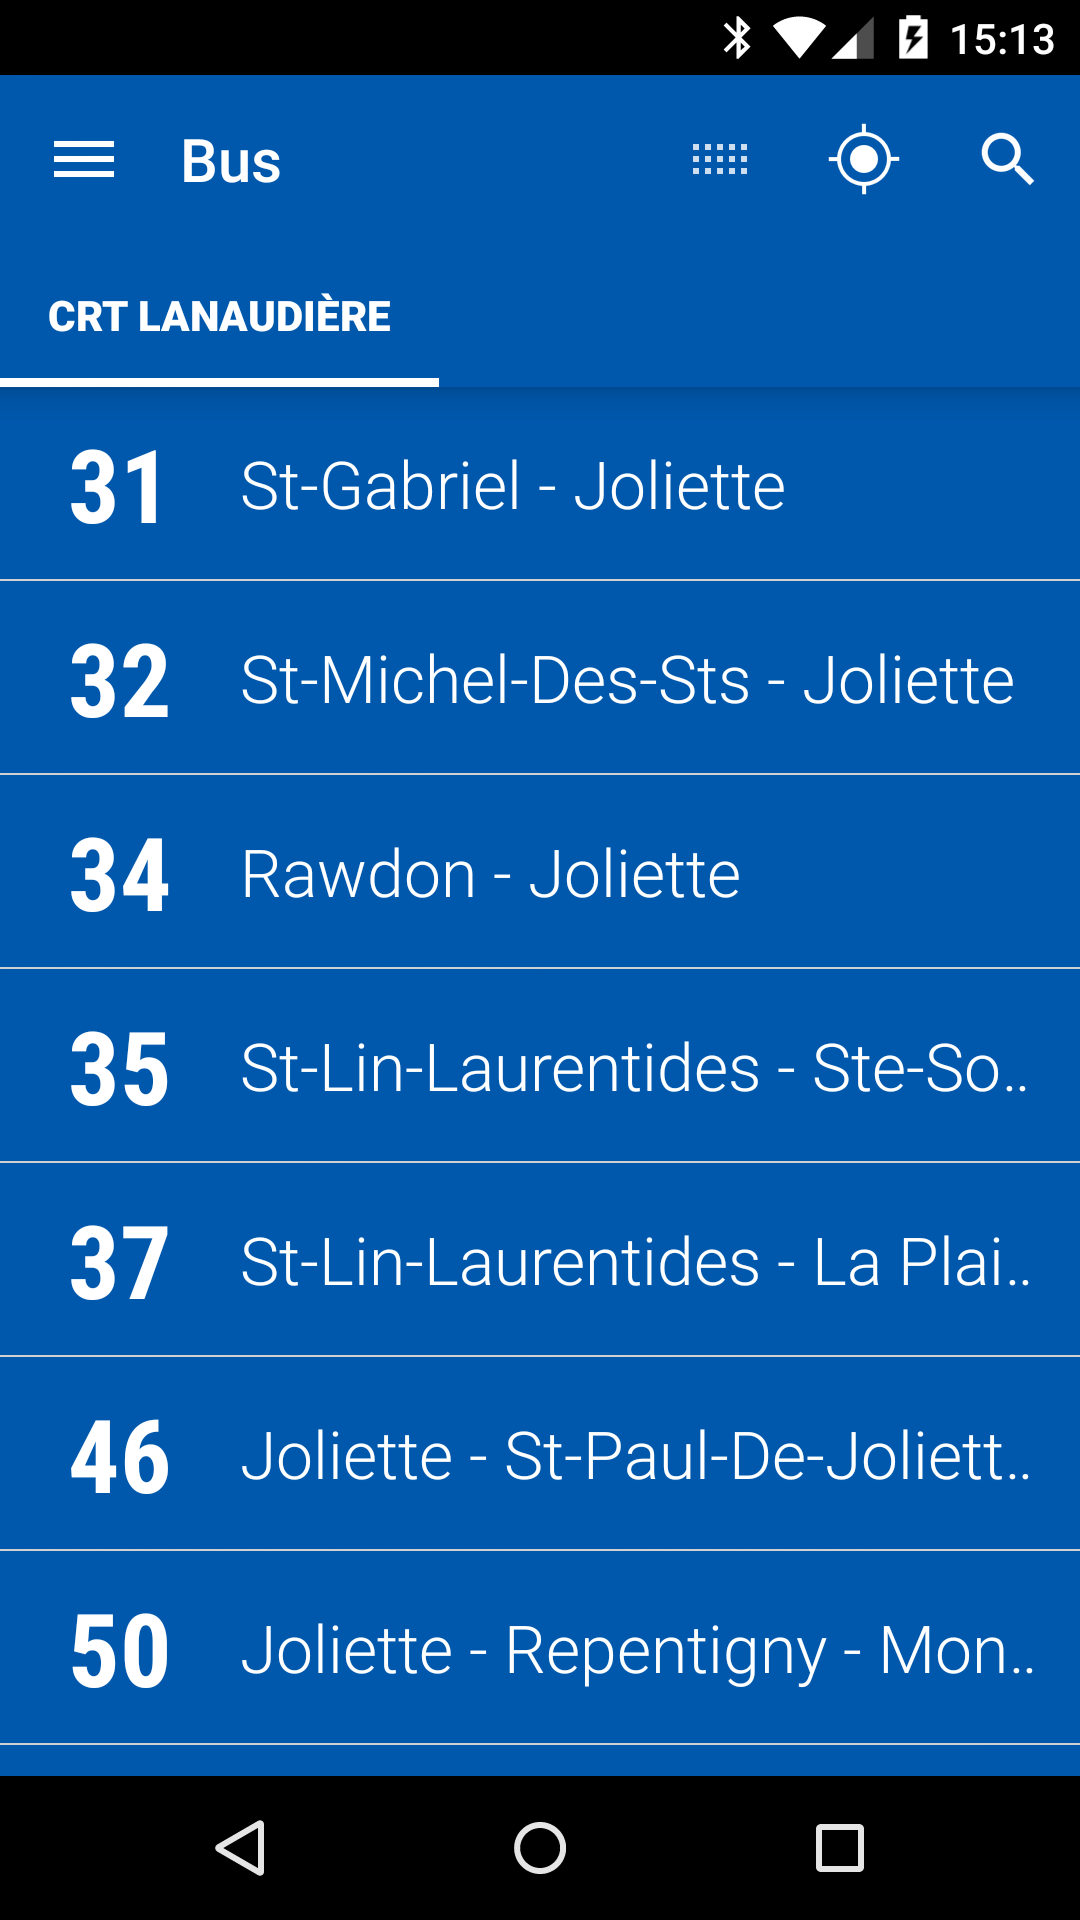 15:13
Bus
CRT LANAUDIÈRE
31 St-Gabriel - Joliette
32 St-Michel-Des-Sts - Joliette
34 Rawdon - Joliette
35 St-Lin-Laurentides - Ste-So..
37 St-Lin-Laurentides - La Plai..
46 Joliette - St-Paul-De-Joliett..
50 Joliette - Repentigny - Mon..